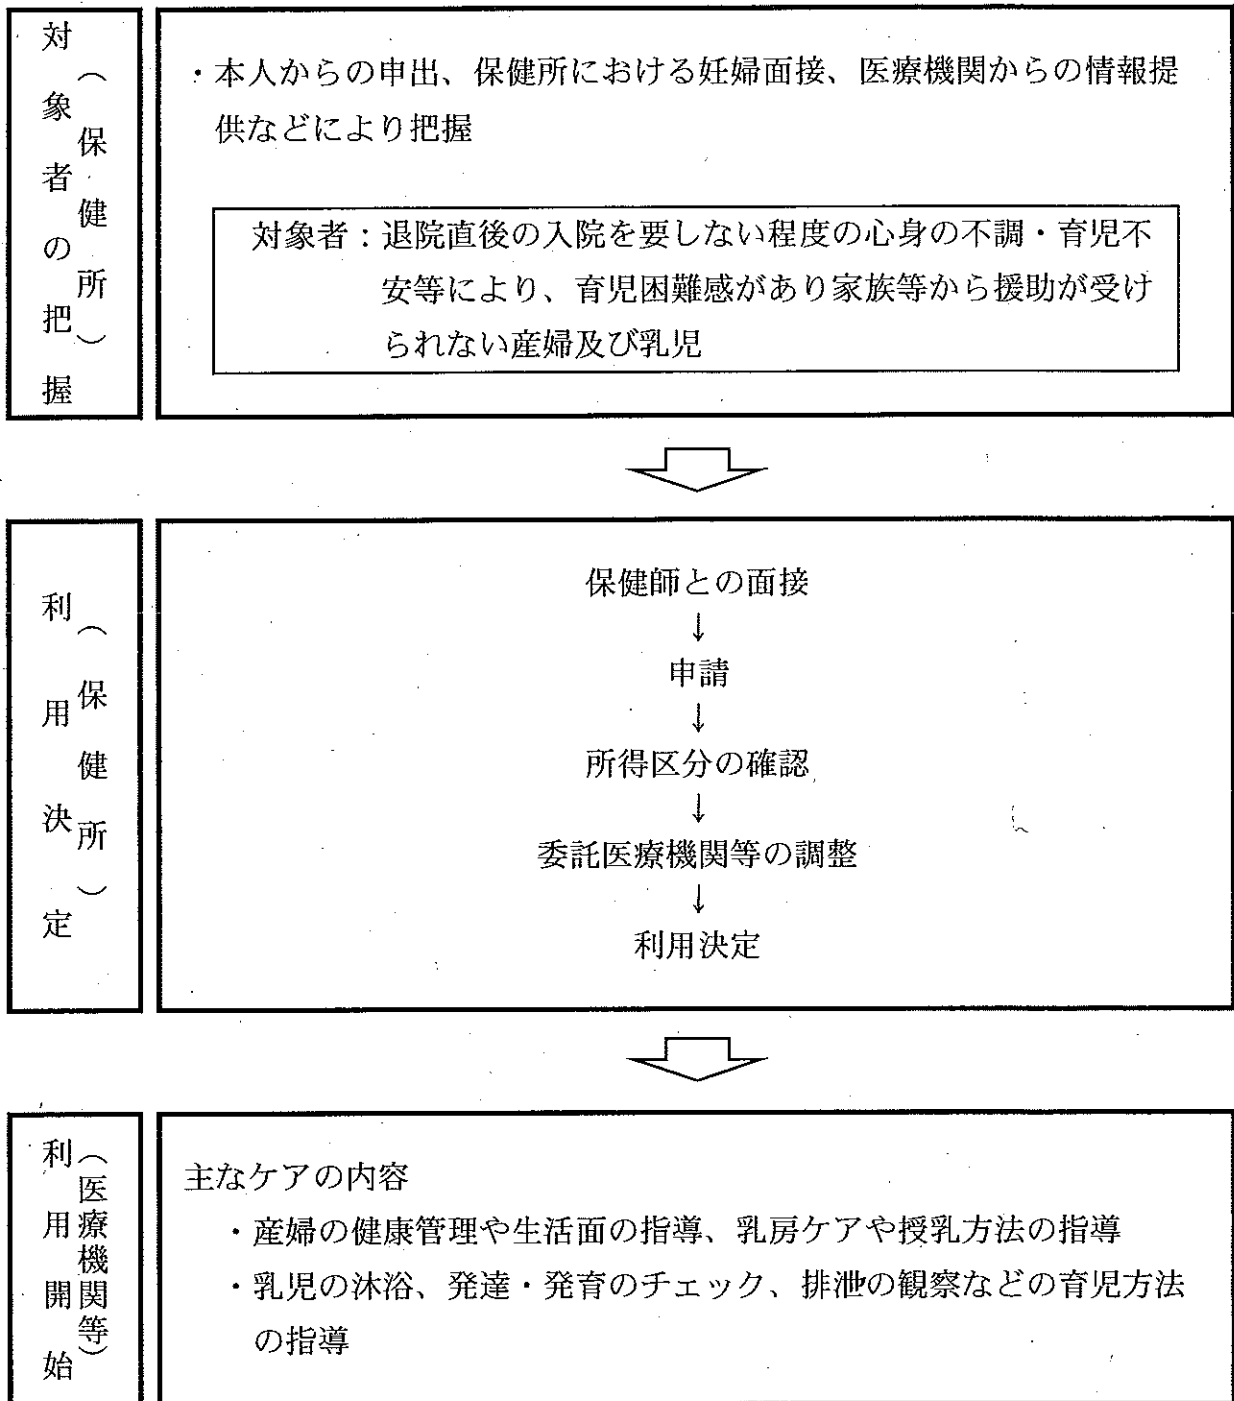 対象者の把握
（保健所）
・本人からの申出、保健所における妊婦面接、医療機関からの情報提
供などにより把握
対象者：退院直後の入院を要しない程度の心身の不調・育児不
安等により、育児困難感があり家族等から援助が受け
られない産婦及び乳児
利用決定
（保健所）
保健師との面接
↓
申請
↓
所得区分の確認
↓
委託医療機関等の調整
↓
利用決定
利用開始
（医療機関等）
主なケアの内容
・産婦の健康管理や生活面の指導、乳房ケアや授乳方法の指導
・乳児の沐浴、発達・発育のチェック、排泄の観察などの育児方法
の指導